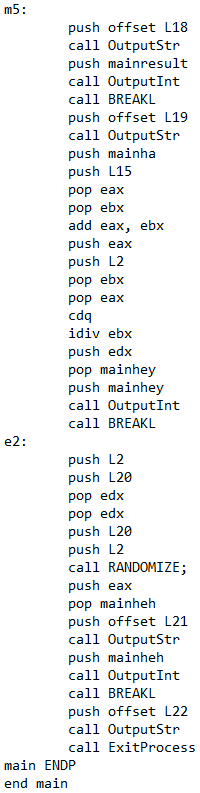 m5:
push offset L18
call OutputStr
push mainresult
call OutputInt
call BREAKL
push offset L19
call OutputStr
push mainha
push L15
pop eax
pop ebx
add eax, ebx
push eax
push L2
pop ebx
pop eax
cdq
idiv ebx
push edx
pop mainhey
push mainhey
call OutputInt
call BREAKL
e2:
push L2
push L20
pop edx
pop edx
push L20
push L2
call RANDOMIZE;
push eax
pop mainheh
push offset L21
call OutputStr
push mainheh
call OutputInt
call BREAKL
push offset L22
call OutputStr
call ExitProcess
main ENDP
end main